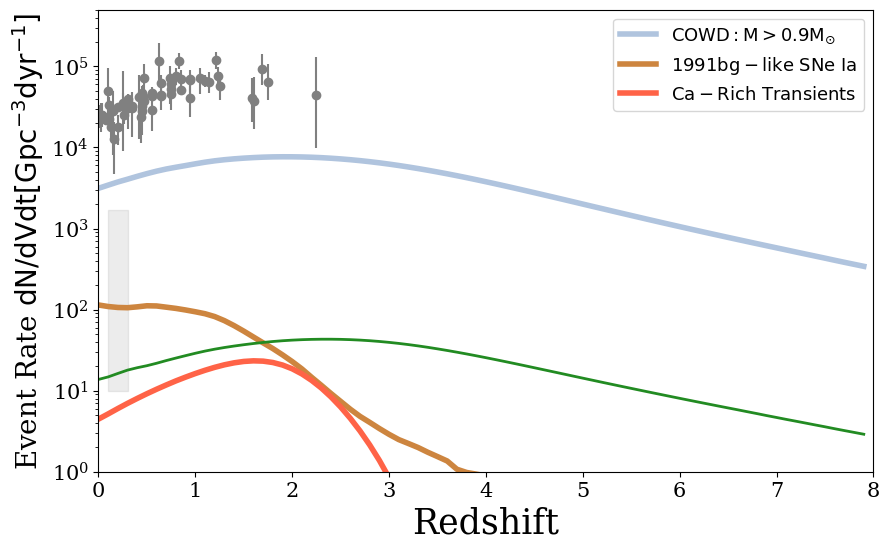 COWD : M > 0.9M⊙
1991bg − like SNe Ia
Ca − Rich Transients
Event Rate dN/dVdt[Gpc⁻³dyr⁻¹]
10⁵
10⁴
10³
10²
10¹
10⁰
0 1 2 3 4 5 6 7 8
Redshift